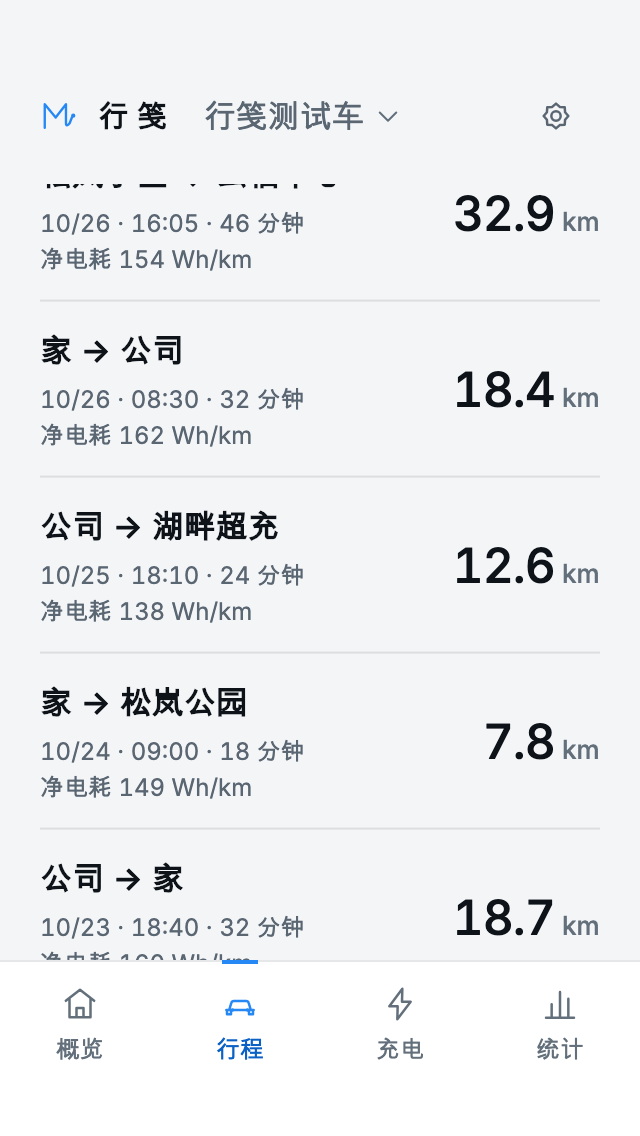 行笺 行笺测试车
10/26 · 16:05 · 46 分钟
32.9 km
净电耗 154 Wh/km
家 → 公司
10/26 · 08:30 · 32 分钟
18.4 km
净电耗 162 Wh/km
公司 → 湖畔超充
10/25 · 18:10 · 24 分钟
12.6 km
净电耗 138 Wh/km
家 → 松岚公园
10/24 · 09:00 · 18 分钟
7.8 km
净电耗 149 Wh/km
公司 → 家
10/23 · 18:40 · 32 分钟
18.7 km
概览 行程 充电 统计